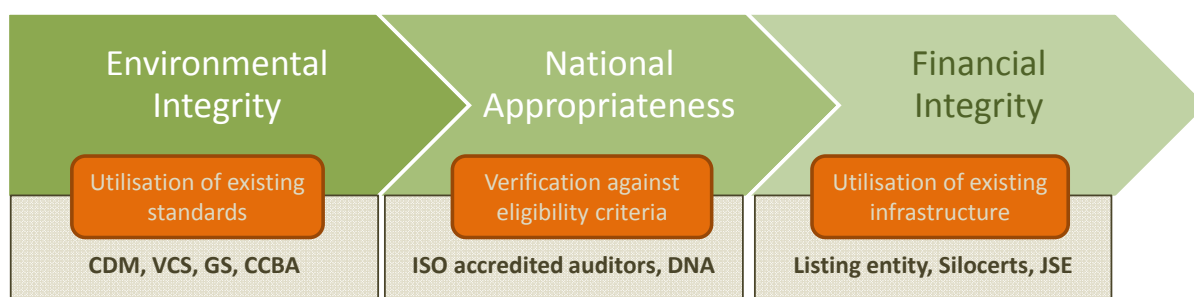 Environmental
Integrity
Utilisation of existing
standards
CDM, VCS, GS, CCBA
National
Appropriateness
Verification against
eligibility criteria
ISO accredited auditors, DNA
Financial
Integrity
Utilisation of existing
infrastructure
Listing entity, Silocerts, JSE